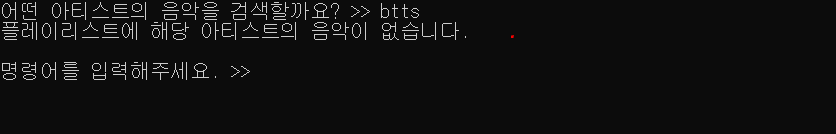 어떤 아티스트의 음악을 검색할까요? >> btts
플레이리스트에 해당 아티스트의 음악이 없습니다.
명령어를 입력해주세요. >>